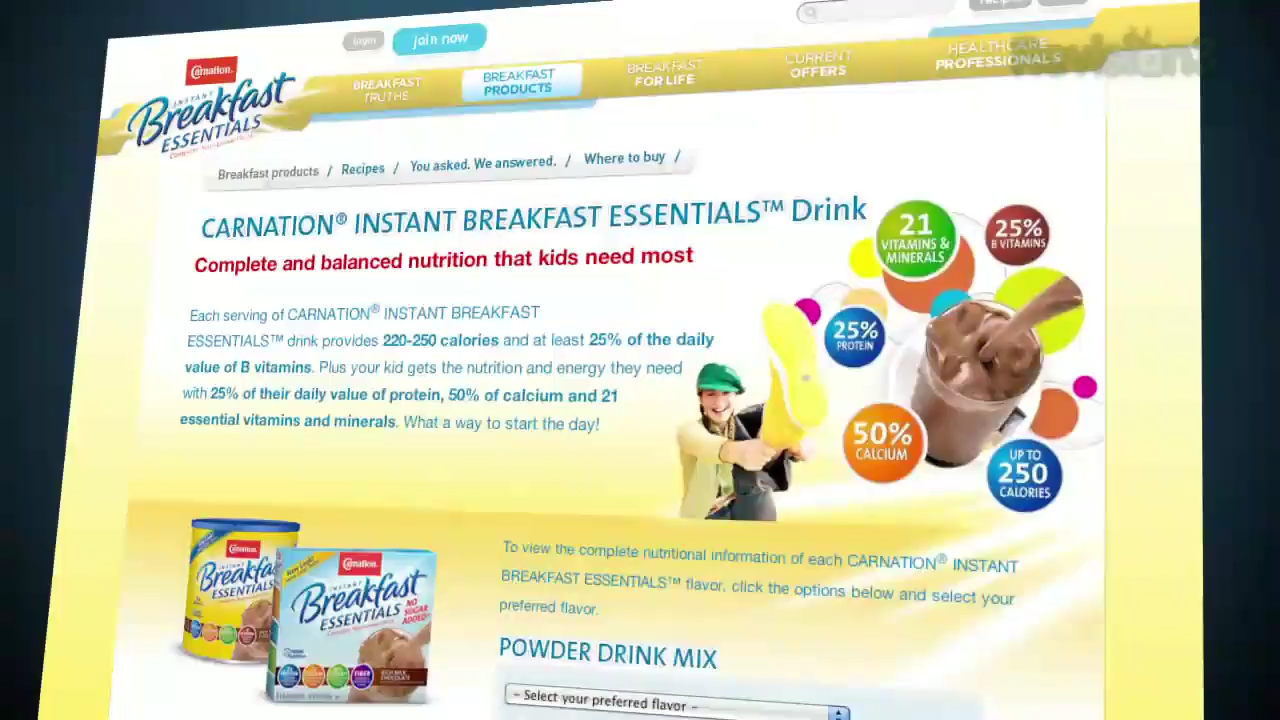 login
join now
Carnation.
INSTANT
Breakfast
ESSENTIALS
BREAKFAST
TRUTHS
BREAKFAST
PRODUCTS
BREAKFAST
FOR LIFE
CURRENT
OFFERS
HEALTHCARE
PROFESSIONALS
Breakfast products / Recipes / You asked. We answered. / Where to buy /
CARNATION® INSTANT BREAKFAST ESSENTIALS™ Drink
Complete and balanced nutrition that kids need most
Each serving of CARNATION® INSTANT BREAKFAST
ESSENTIALS™ drink provides 220-250 calories and at least 25% of the daily
value of B vitamins. Plus your kid gets the nutrition and energy they need
with 25% of their daily value of protein, 50% of calcium and 21
essential vitamins and minerals. What a way to start the day!
21
VITAMINS &
MINERALS
25%
B VITAMINS
25%
PROTEIN
50%
CALCIUM
UP TO
250
CALORIES
Carnation.
INSTANT
Breakfa
ESSENTIALS
Carnation.
INSTANT
Breakfast
ESSENTIALS
NO
SUGAR
ADDED
FIBER
RICH MILK
CHOCOLATE
To view the complete nutritional information of each CARNATION® INSTANT
BREAKFAST ESSENTIALS™ flavor, click the options below and select your
preferred flavor.
POWDER DRINK MIX
– Select your preferred flavor –